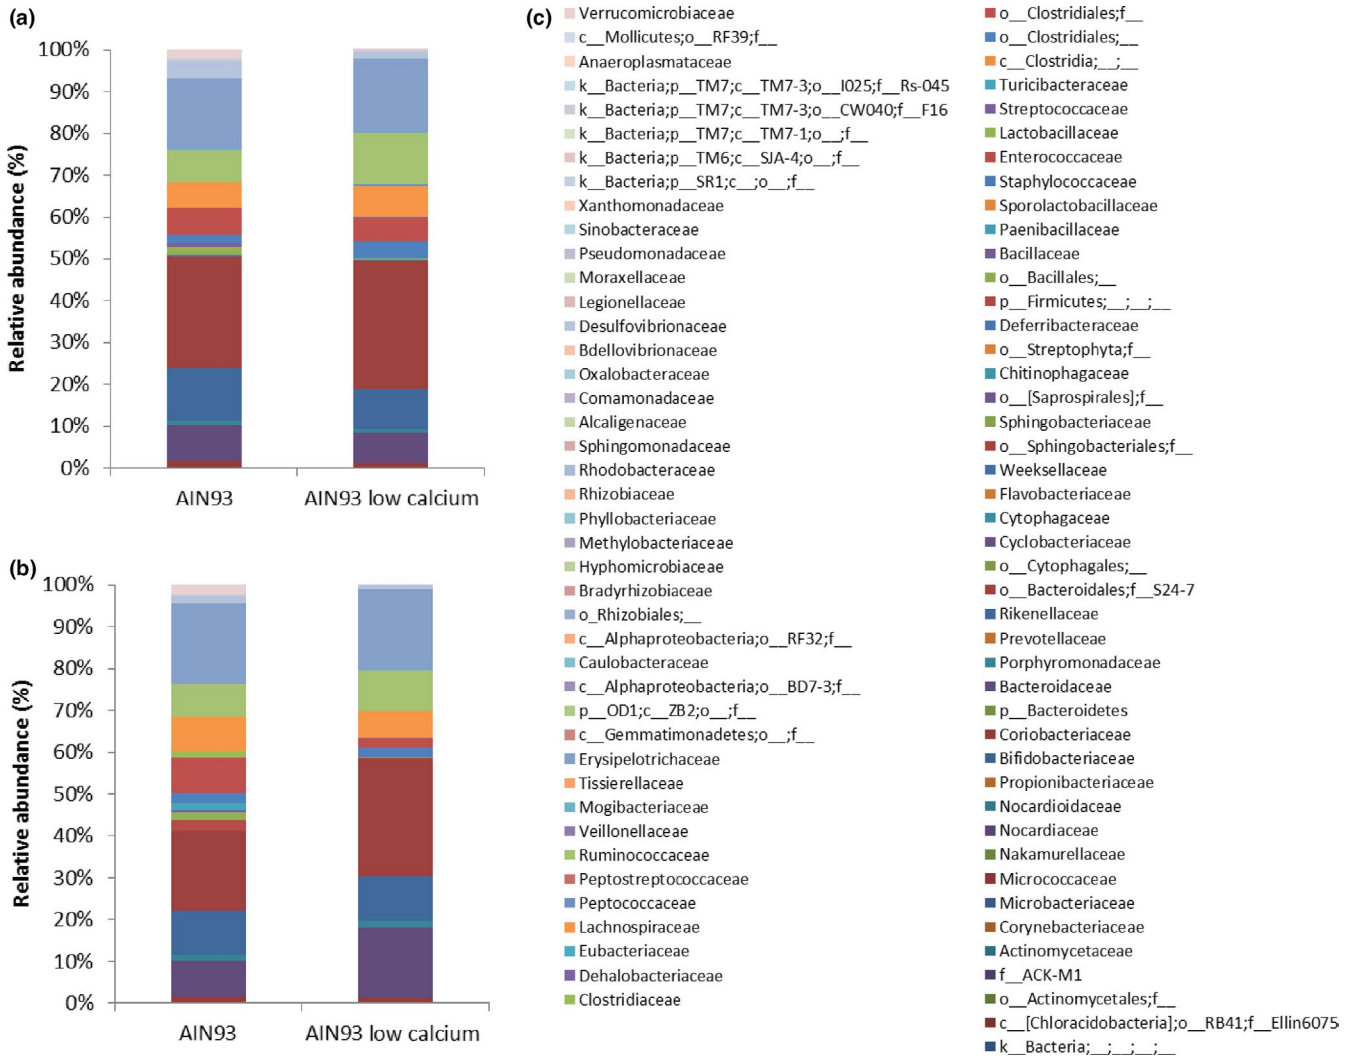 (a)
100%
90%
80%
70%
60%
50%
40%
30%
20%
10%
0%
Relative abundance (%)
AIN93
AIN93 low calcium
(b)
100%
90%
80%
70%
60%
50%
40%
30%
20%
10%
0%
Relative abundance (%)
AIN93
AIN93 low calcium
(c)
Verrucomicrobiaceae
c__Mollicutes;o__RF39;f__
Anaeroplasmataceae
k__Bacteria;p__TM7;c__TM7-3;o__I025;f__Rs-045
k__Bacteria;p__TM7;c__TM7-3;o__CW040;f__F16
k__Bacteria;p__TM7;c__TM7-1;o__;f__
k__Bacteria;p__TM6;c__SJA-4;o__;f__
k__Bacteria;p__SR1;c__;o__;f__
Xanthomonadaceae
Sinobacteraceae
Pseudomonadaceae
Moraxellaceae
Legionellaceae
Desulfovibrionaceae
Bdellovibrionaceae
Oxalobacteraceae
Comamonadaceae
Alcaligenaceae
Sphingomonadaceae
Rhodobacteraceae
Rhizobiaceae
Phyllobacteriaceae
Methylobacteriaceae
Hyphomicrobiaceae
Bradyrhizobiaceae
o_Rhizobiales;__
c__Alphaproteobacteria;o__RF32;f__
Caulobacteraceae
c__Alphaproteobacteria;o__BD7-3;f__
p__OD1;c__ZB2;o__;f__
c__Gemmatimonadetes;o__;f__
Erysipelotrichaceae
Tissierellaceae
Mogibacteriaceae
Veillonellaceae
Ruminococcaceae
Peptostreptococcaceae
Peptococcaceae
Lachnospiraceae
Eubacteriaceae
Dehalobacteriaceae
Clostridiaceae
o__Clostridiales;f__
o__Clostridiales;__
c__Clostridia;__;__
Turicibacteraceae
Streptococcaceae
Lactobacillaceae
Enterococcaceae
Staphylococcaceae
Sporolactobacillaceae
Paenibacillaceae
Bacillaceae
o__Bacillales;__
p__Firmicutes;__;__;__
Deferribacteraceae
o__Streptophyta;f__
Chitinophagaceae
o__[Saprospirales];f__
Sphingobacteriaceae
o__Sphingobacteriales;f__
Weeksellaceae
Flavobacteriaceae
Cytophagaceae
Cyclobacteriaceae
o__Cytophagales;__
o__Bacteroidales;f__S24-7
Rikenellaceae
Prevotellaceae
Porphyromonadaceae
Bacteroidaceae
p__Bacteroidetes
Coriobacteriaceae
Bifidobacteriaceae
Propionibacteriaceae
Nocardioidaceae
Nocardiaceae
Nakamurellaceae
Micrococcaceae
Microbacteriaceae
Corynebacteriaceae
Actinomycetaceae
f__ACK-M1
o__Actinomycetales;f__
c__[Chloracidobacteria];o__RB41;f__Ellin6075
k__Bacteria;__;__;__;__